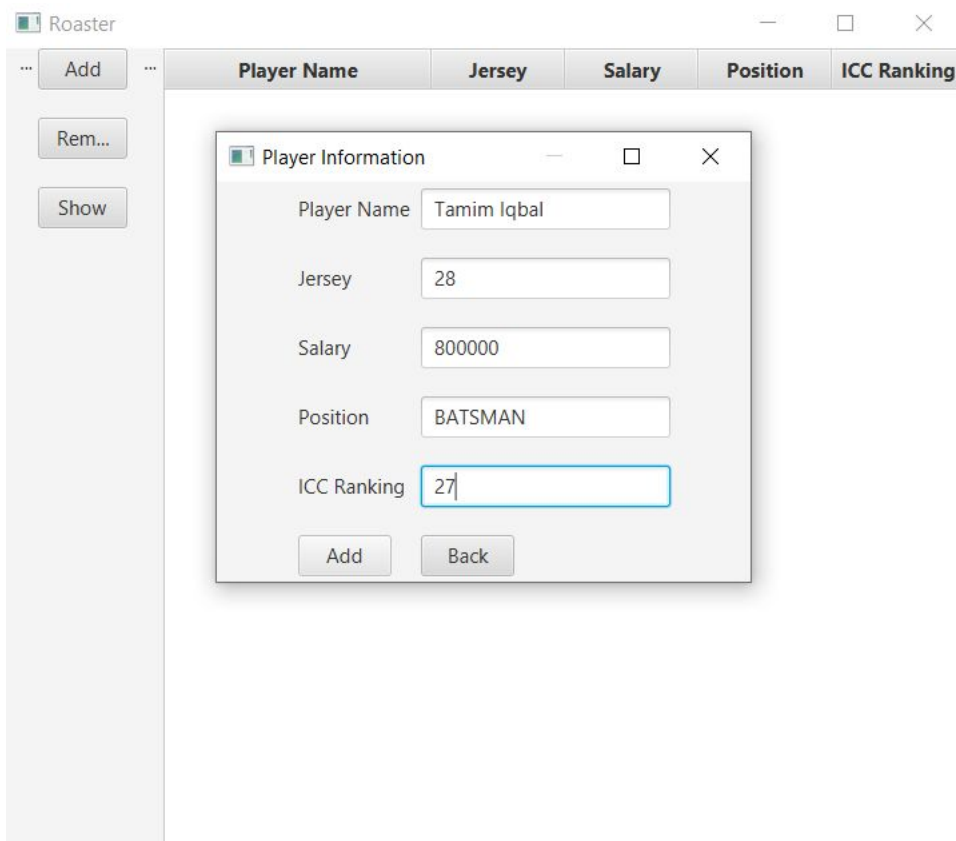 Roaster
... Add ... Player Name Jersey Salary Position ICC Ranking
Rem...
Show
Player Information
Player Name Tamim Iqbal
Jersey 28
Salary 800000
Position BATSMAN
ICC Ranking 27
Add Back